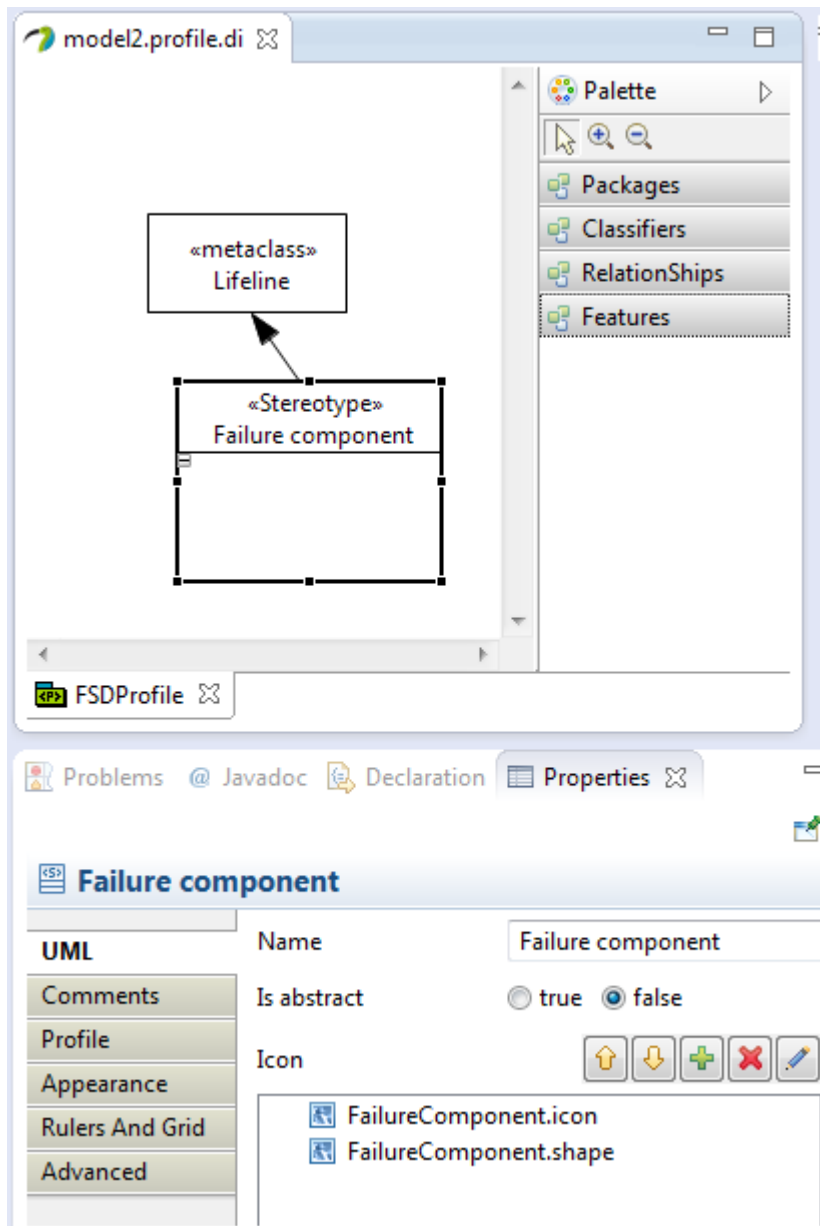 model2.profile.di
Palette
Packages
Classifiers
RelationShips
Features
«metaclass»
Lifeline
«Stereotype»
Failure component
<P> FSDProfile
Problems @ Javadoc Declaration Properties
<S> Failure component
UML
Comments
Profile
Appearance
Rulers And Grid
Advanced
Name Failure component
Is abstract true false
Icon
FailureComponent.icon
FailureComponent.shape